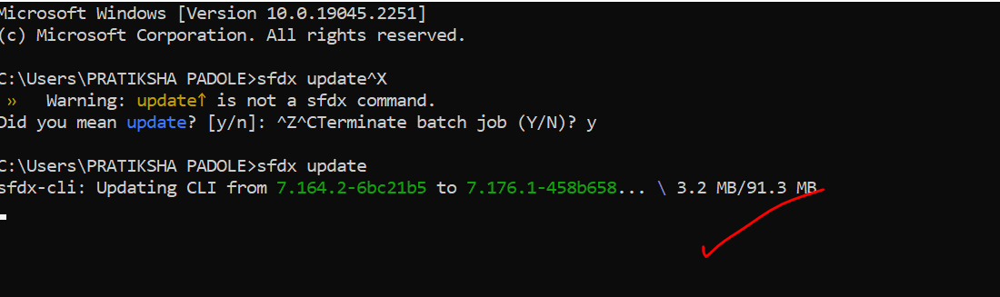 Microsoft Windows [Version 10.0.19045.2251]
(c) Microsoft Corporation. All rights reserved.
C:\Users\PRATIKSHA PADOLE>sfdx update^X
»   Warning: update↑ is not a sfdx command.
Did you mean update? [y/n]: ^Z^CTerminate batch job (Y/N)? y
C:\Users\PRATIKSHA PADOLE>sfdx update
sfdx-cli: Updating CLI from 7.164.2-6bc21b5 to 7.176.1-458b658... \ 3.2 MB/91.3 MB